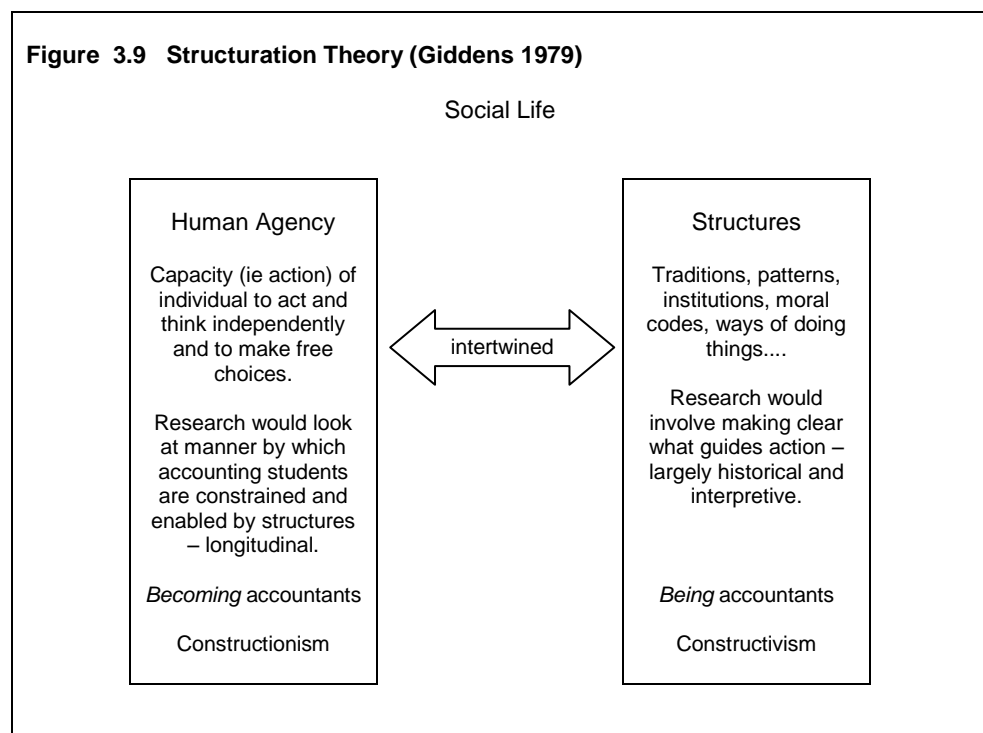 Figure 3.9 Structuration Theory (Giddens 1979)
Social Life
Human Agency
Capacity (ie action) of
individual to act and
think independently
and to make free
choices.
Research would look
at manner by which
accounting students
are constrained and
enabled by structures
– longitudinal.
Becoming accountants
Constructionism
intertwined
Structures
Traditions, patterns,
institutions, moral
codes, ways of doing
things....
Research would
involve making clear
what guides action –
largely historical and
interpretive.
Being accountants
Constructivism